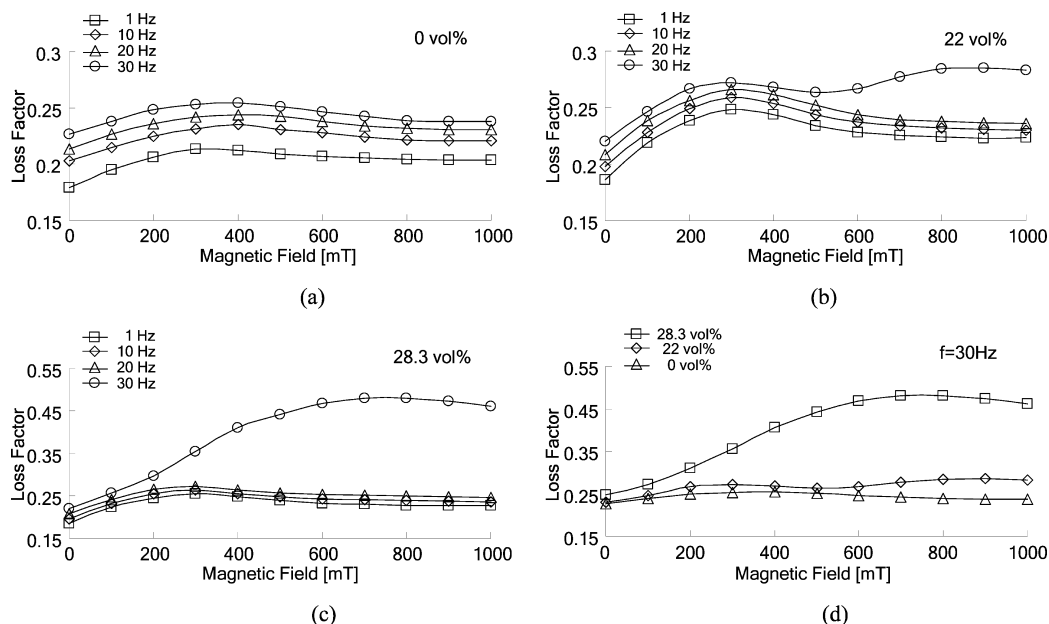 1 Hz
10 Hz
20 Hz
30 Hz
0 vol%
0.3
0.25
0.2
0.15
Loss Factor
0 200 400 600 800 1000
Magnetic Field [mT]
(a)
1 Hz
10 Hz
20 Hz
30 Hz
22 vol%
0.3
0.25
0.2
0.15
Loss Factor
0 200 400 600 800 1000
Magnetic Field [mT]
(b)
1 Hz
10 Hz
20 Hz
30 Hz
28.3 vol%
0.55
0.45
0.35
0.25
0.15
Loss Factor
0 200 400 600 800 1000
Magnetic Field [mT]
(c)
28.3 vol%
22 vol%
0 vol%
f=30Hz
0.55
0.45
0.35
0.25
0.15
Loss Factor
0 200 400 600 800 1000
Magnetic Field [mT]
(d)